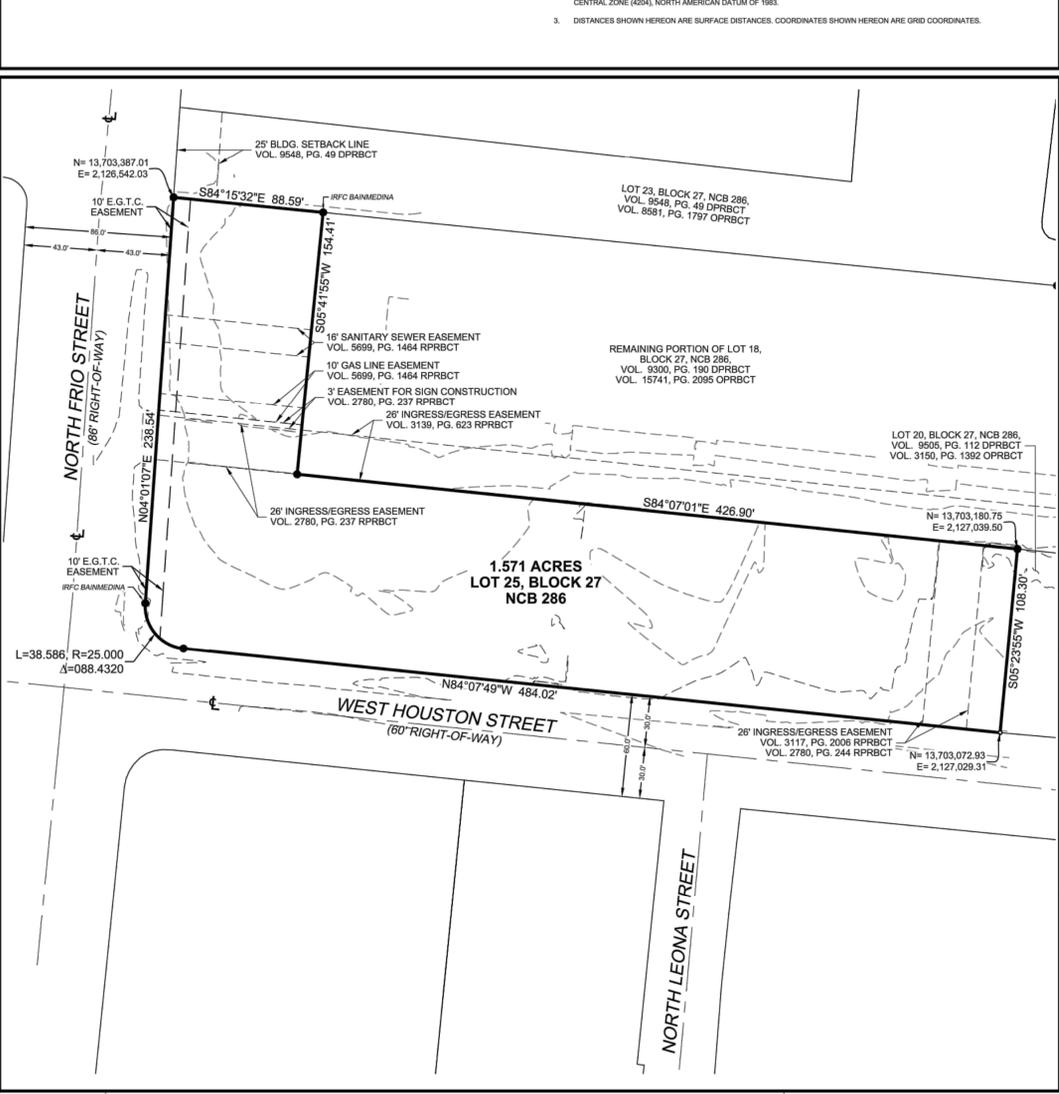 CENTRAL ZONE (4204), NORTH AMERICAN DATUM OF 1983.
3. DISTANCES SHOWN HEREON ARE SURFACE DISTANCES. COORDINATES SHOWN HEREON ARE GRID COORDINATES.
℄
25' BLDG. SETBACK LINE
VOL. 9548, PG. 49 DPRBCT
N= 13,703,387.01
E= 2,126,542.03
S84°15'32"E 88.59'
IRFC BAINMEDINA
LOT 23, BLOCK 27, NCB 286,
VOL. 9548, PG. 49 DPRBCT
VOL. 8581, PG. 1797 OPRBCT
10' E.G.T.C.
EASEMENT
86.0'
43.0'
43.0'
S05°41'55"W 154.41'
NORTH FRIO STREET
(86' RIGHT-OF-WAY)
16' SANITARY SEWER EASEMENT
VOL. 5699, PG. 1464 RPRBCT
10' GAS LINE EASEMENT
VOL. 5699, PG. 1464 RPRBCT
3' EASEMENT FOR SIGN CONSTRUCTION
VOL. 2780, PG. 237 RPRBCT
26' INGRESS/EGRESS EASEMENT
VOL. 3139, PG. 623 RPRBCT
REMAINING PORTION OF LOT 18,
BLOCK 27, NCB 286,
VOL. 9300, PG. 190 DPRBCT
VOL. 15741, PG. 2095 OPRBCT
LOT 20, BLOCK 27, NCB 286,
VOL. 9505, PG. 112 DPRBCT
VOL. 3150, PG. 1392 OPRBCT
N04°01'07"E 238.54'
26' INGRESS/EGRESS EASEMENT
VOL. 2780, PG. 237 RPRBCT
S84°07'01"E 426.90'
N= 13,703,180.75
E= 2,127,039.50
℄
10' E.G.T.C.
EASEMENT
IRFC BAINMEDINA
1.571 ACRES
LOT 25, BLOCK 27
NCB 286
S05°23'55"W 108.30'
L=38.586, R=25.000
Δ=088.4320
N84°07'49"W 484.02'
℄
WEST HOUSTON STREET
(60' RIGHT-OF-WAY)
60.0'
30.0'
30.0'
26' INGRESS/EGRESS EASEMENT
VOL. 3117, PG. 2006 RPRBCT
VOL. 2780, PG. 244 RPRBCT
N= 13,703,072.93
E= 2,127,029.31
NORTH LEONA STREET